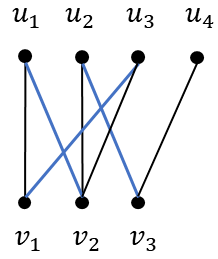 u₁ u₂ u₃ u₄
v₁ v₂ v₃